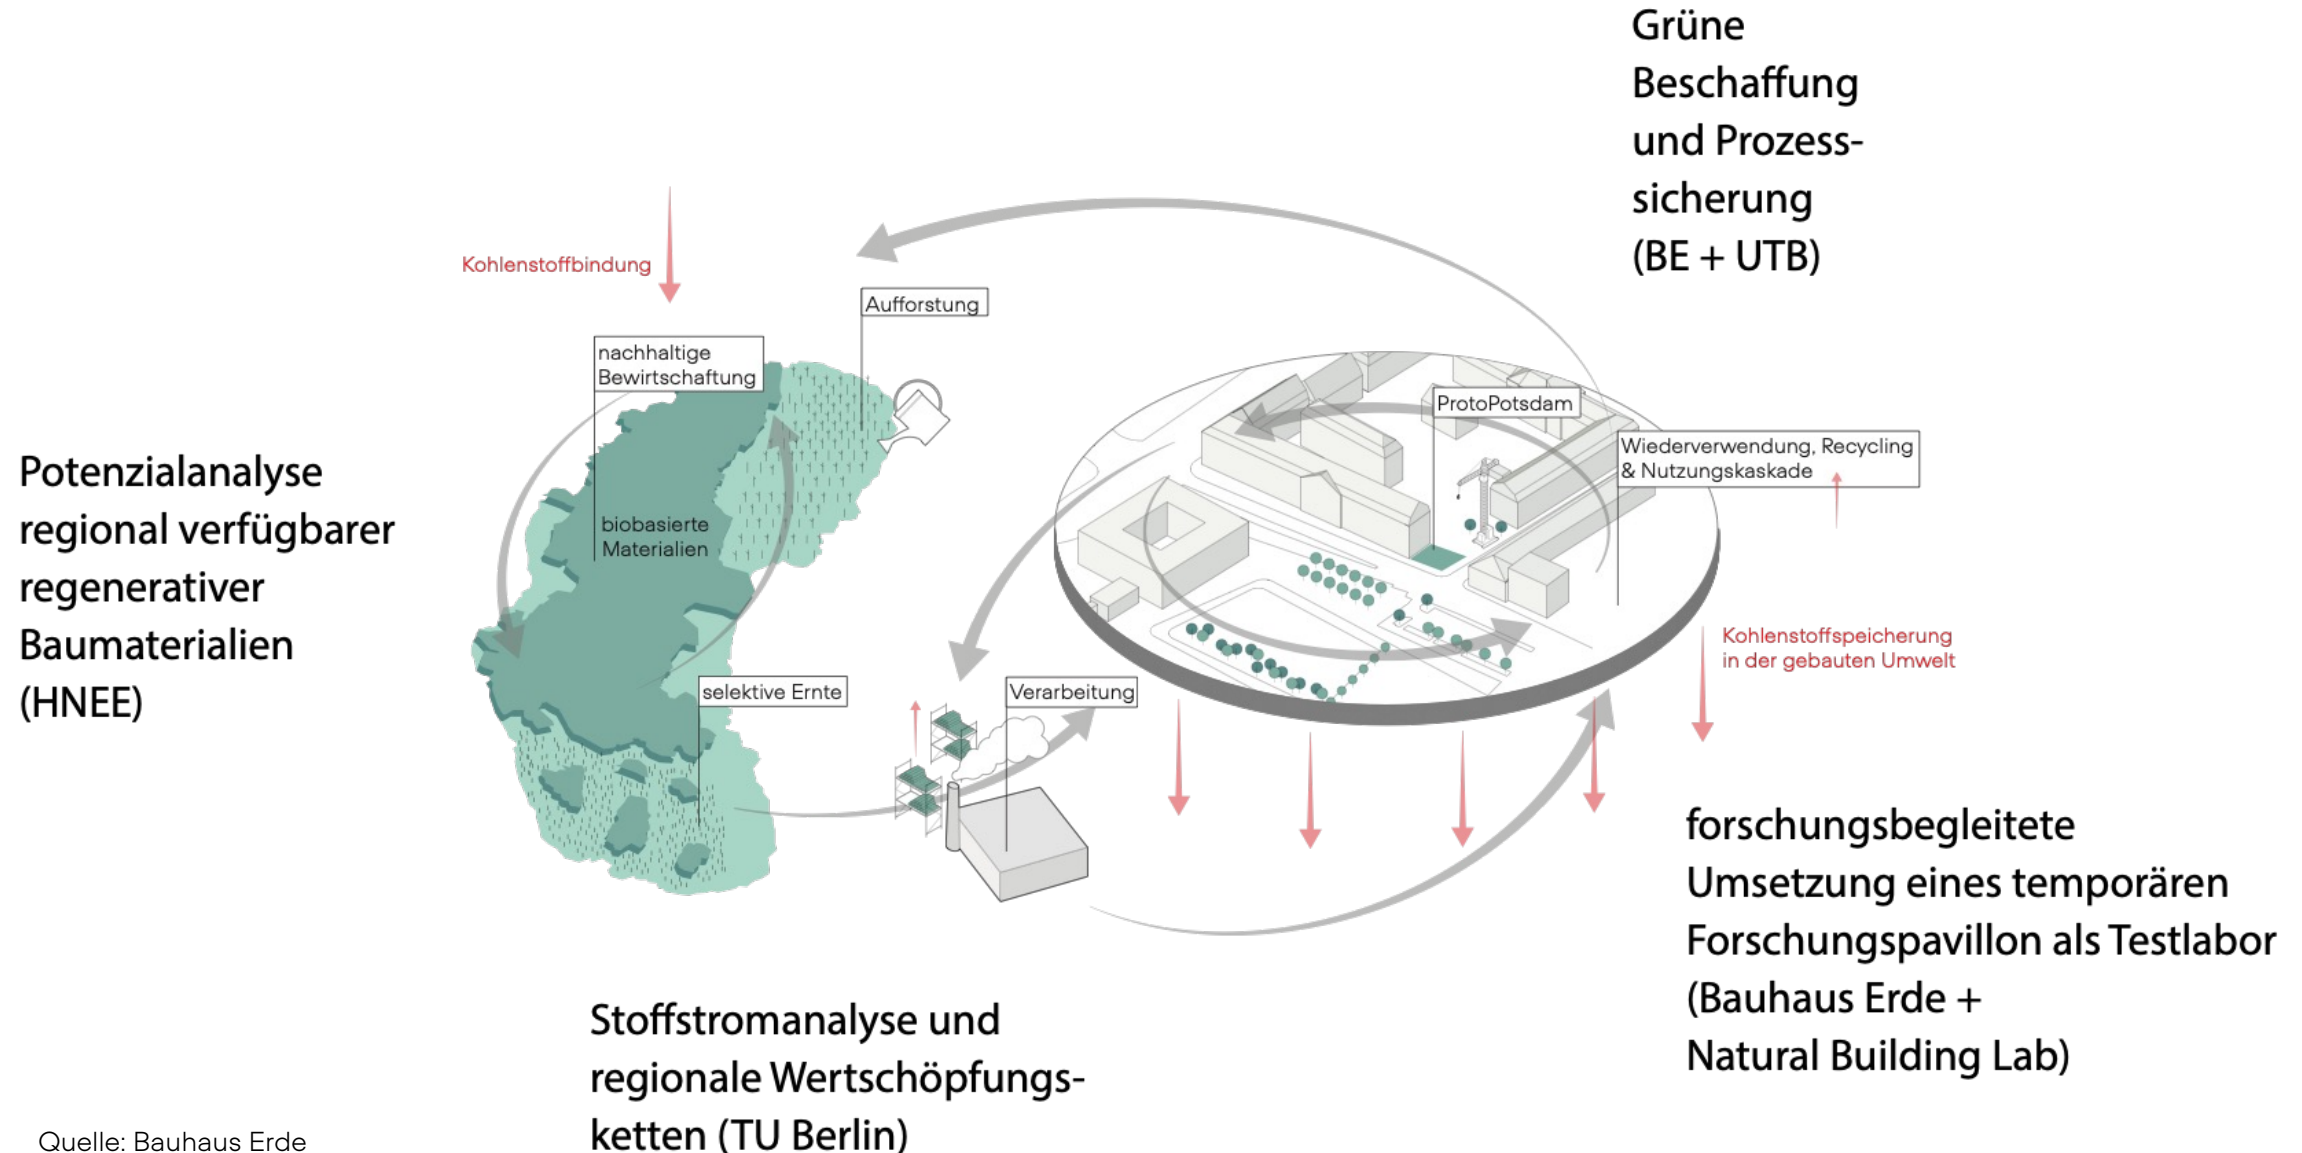 Grüne
Beschaffung
und Prozess-
sicherung
(BE + UTB)
Kohlenstoffbindung
Aufforstung
nachhaltige
Bewirtschaftung
ProtoPotsdam
Wiederverwendung, Recycling
& Nutzungskaskade
Potenzialanalyse
regional verfügbarer
regenerativer
Baumaterialien
(HNEE)
biobasierte
Materialien
Kohlenstoffspeicherung
in der gebauten Umwelt
selektive Ernte
Verarbeitung
forschungsbegleitete
Umsetzung eines temporären
Forschungspavillon als Testlabor
(Bauhaus Erde +
Natural Building Lab)
Stoffstromanalyse und
regionale Wertschöpfungs-
ketten (TU Berlin)
Quelle: Bauhaus Erde